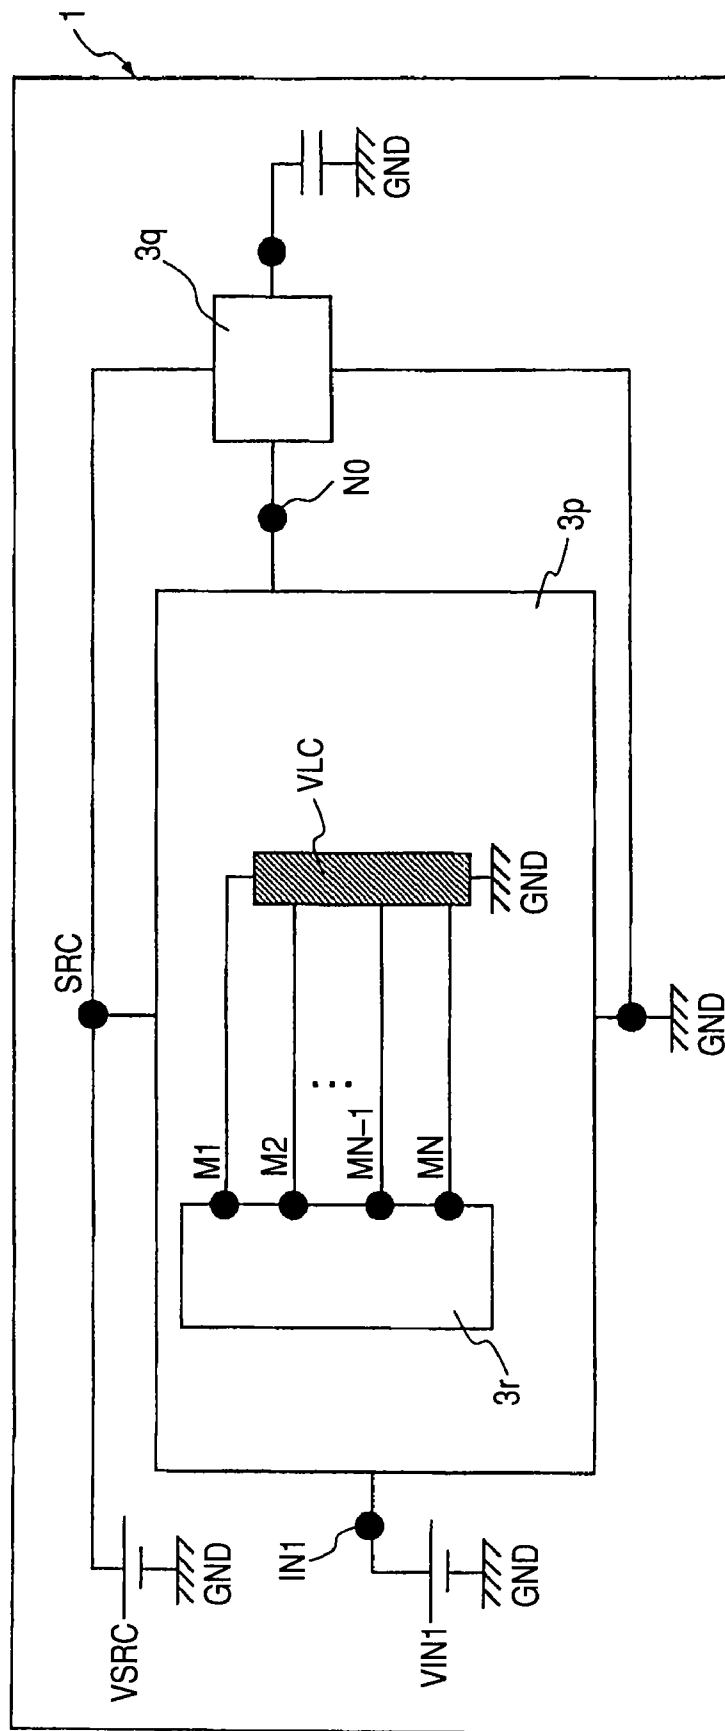 1
SRC
VSRC
GND
3q
GND
N0
3p
VLC
GND
M1
M2
...
MN-1
MN
3r
IN1
VIN1
GND
GND